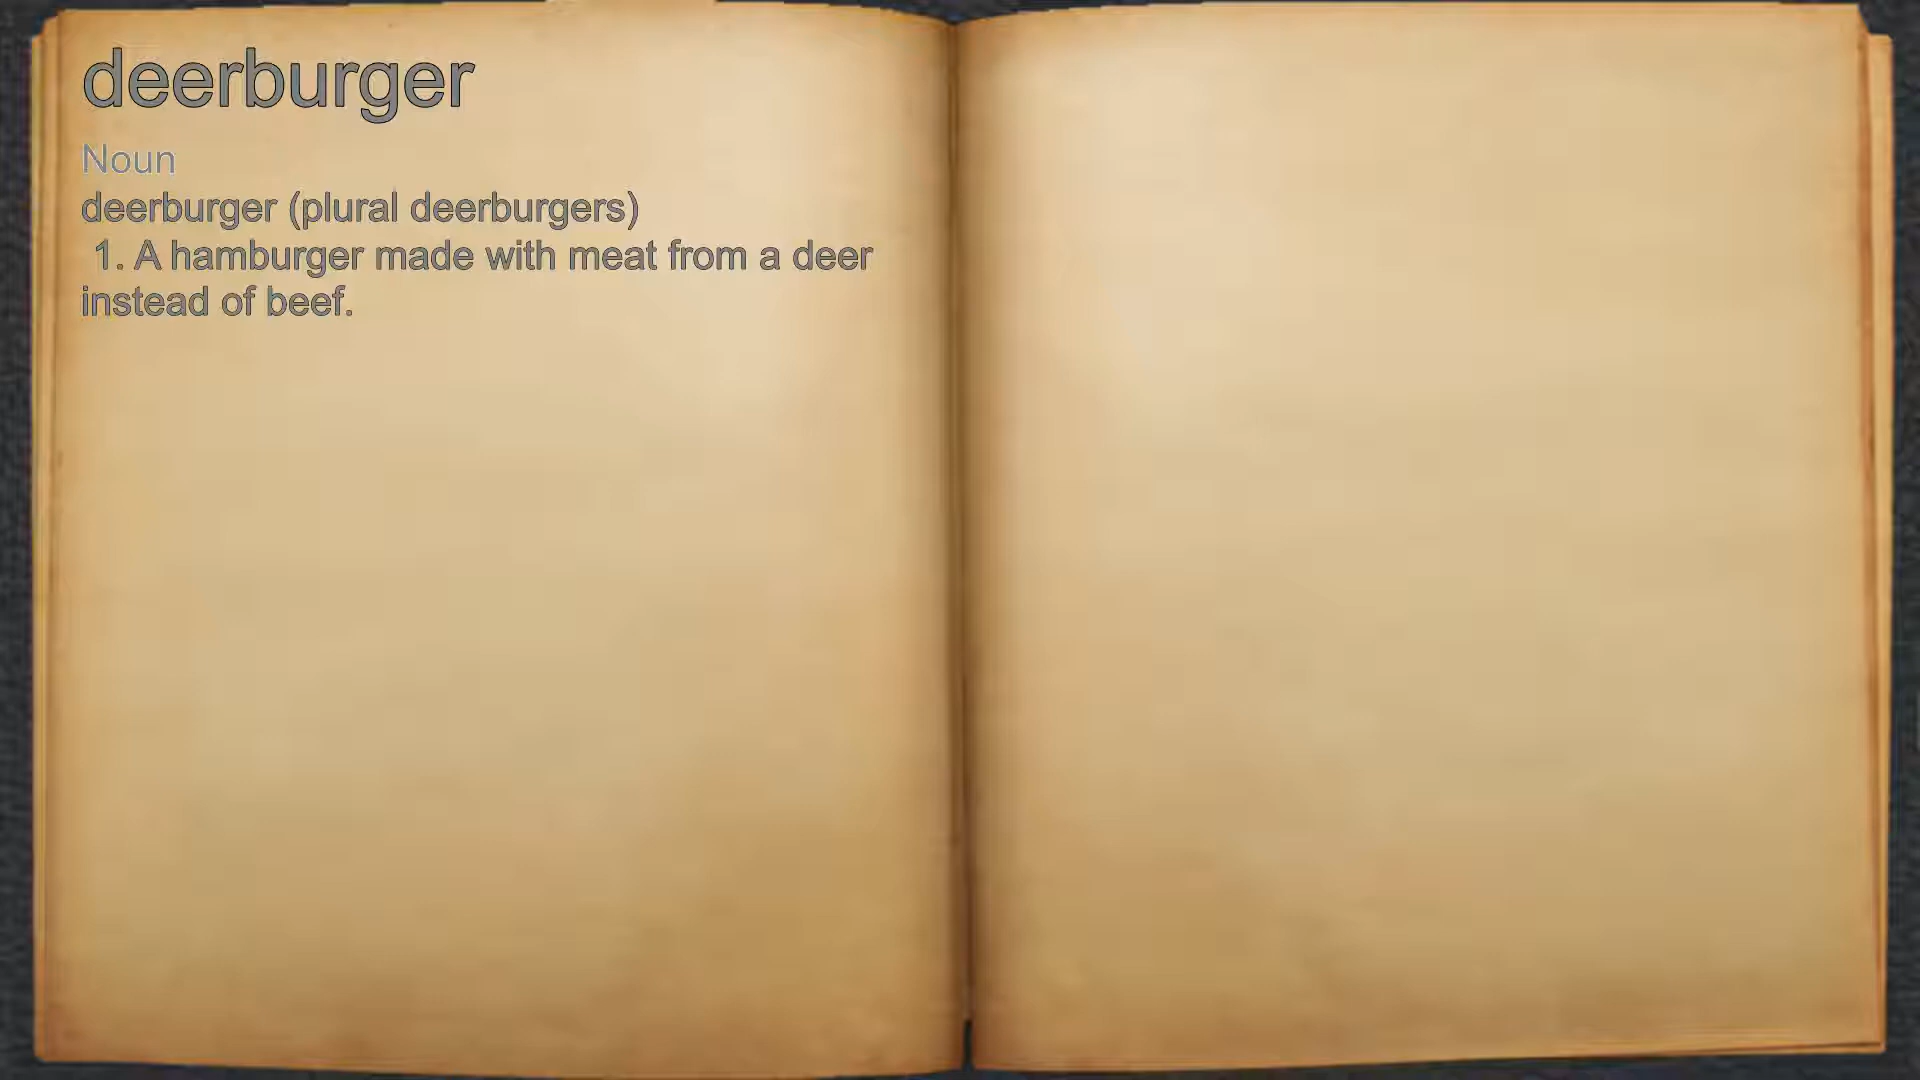 deerburger
Noun
deerburger (plural deerburgers)
1. A hamburger made with meat from a deer
instead of beef.